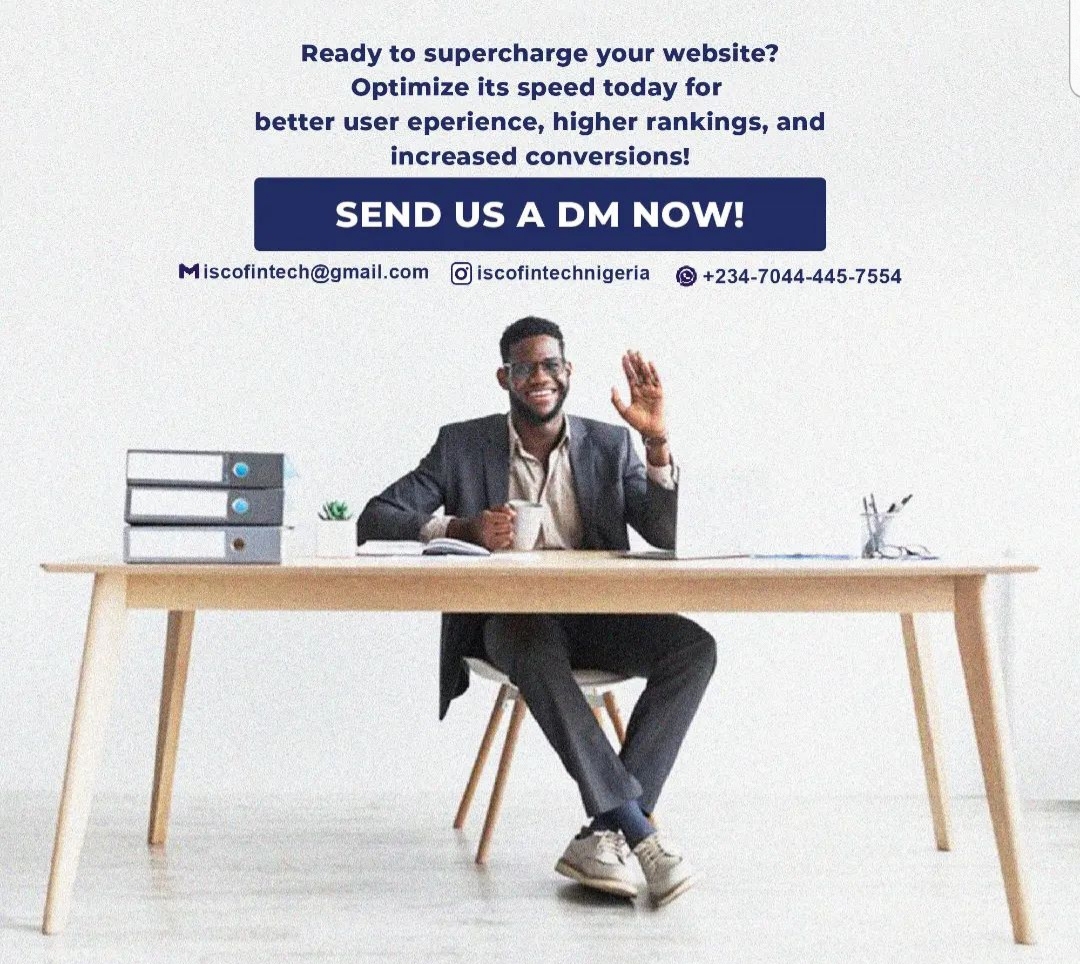 Ready to supercharge your website?
Optimize its speed today for
better user eperience, higher rankings, and
increased conversions!
SEND US A DM NOW!
iscofintech@gmail.com iscofintechnigeria +234-7044-445-7554